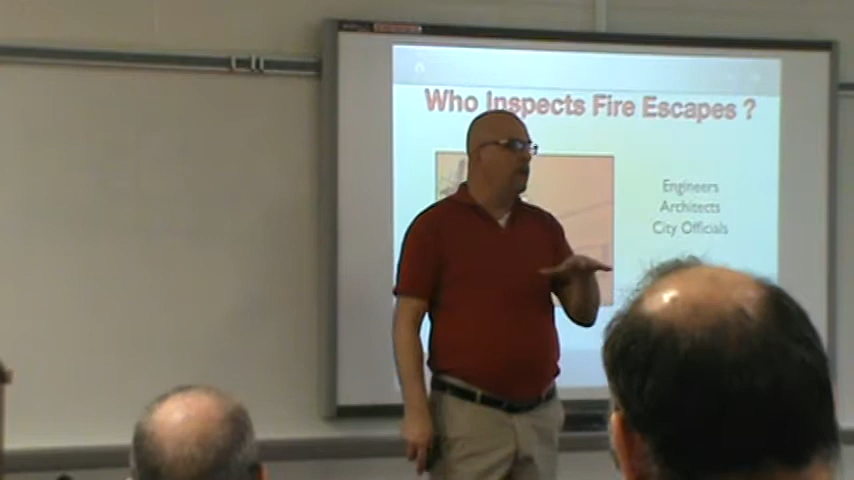 Who Inspects Fire Escapes ?
Engineers
Architects
City Officials